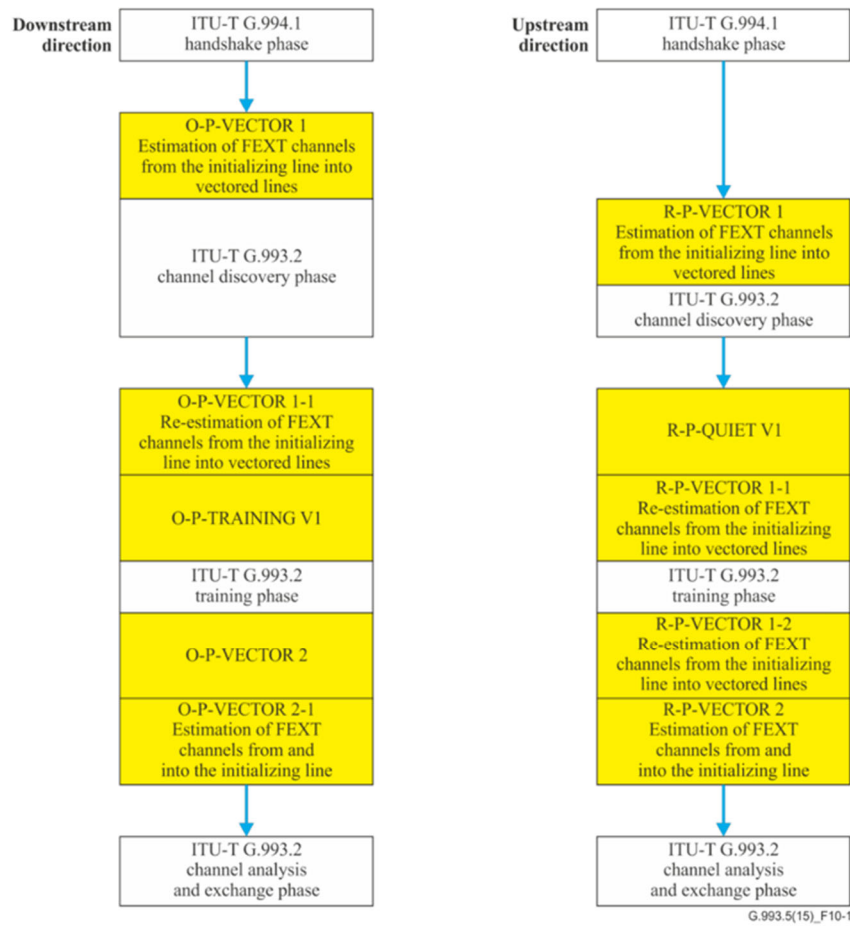 Downstream
direction
ITU-T G.994.1
handshake phase
O-P-VECTOR 1
Estimation of FEXT channels
from the initializing line into
vectored lines
ITU-T G.993.2
channel discovery phase
O-P-VECTOR 1-1
Re-estimation of FEXT
channels from the initializing
line into vectored lines
O-P-TRAINING V1
ITU-T G.993.2
training phase
O-P-VECTOR 2
O-P-VECTOR 2-1
Estimation of FEXT
channels from and
into the initializing line
ITU-T G.993.2
channel analysis
and exchange phase
Upstream
direction
ITU-T G.994.1
handshake phase
R-P-VECTOR 1
Estimation of FEXT channels
from the initializing line into
vectored lines
ITU-T G.993.2
channel discovery phase
R-P-QUIET V1
R-P-VECTOR 1-1
Re-estimation of FEXT
channels from the initializing
line into vectored lines
ITU-T G.993.2
training phase
R-P-VECTOR 1-2
Re-estimation of FEXT
channels from the initializing
line into vectored lines
R-P-VECTOR 2
Estimation of FEXT
channels from and
into the initializing line
ITU-T G.993.2
channel analysis
and exchange phase
G.993.5(15)_F10-1